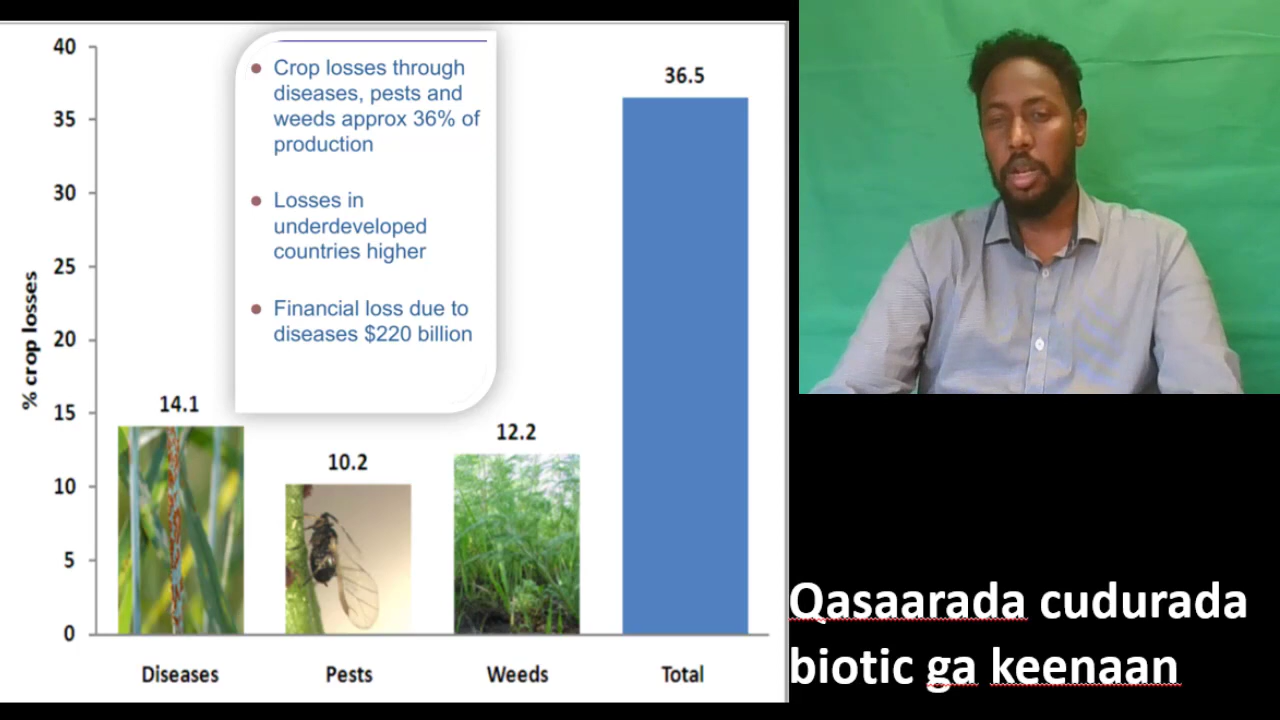 40
35
30
25
20
15
10
5
0
% crop losses
• Crop losses through
diseases, pests and
weeds approx 36% of
production
• Losses in
underdeveloped
countries higher
• Financial loss due to
diseases $220 billion
14.1
10.2
12.2
36.5
Diseases
Pests
Weeds
Total
Qasaarada cudurada
biotic ga keenaan